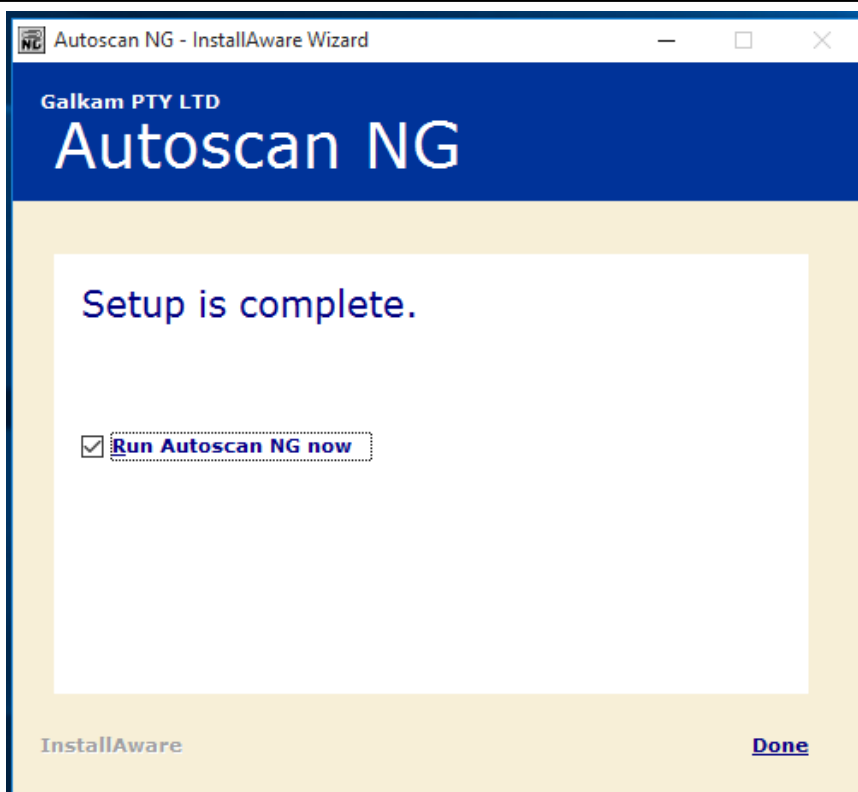 Autoscan NG - InstallAware Wizard
Galkam PTY LTD
Autoscan NG
Setup is complete.
Run Autoscan NG now
InstallAware
Done